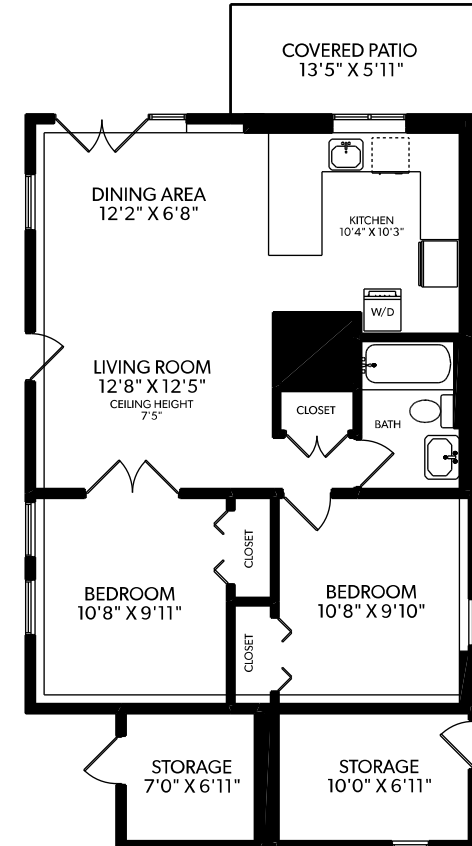 COVERED PATIO
13'5" X 5'11"
DINING AREA
12'2" X 6'8"
KITCHEN
10'4" X 10'3"
W/D
LIVING ROOM
12'8" X 12'5"
CEILING HEIGHT
7'5"
CLOSET
BATH
CLOSET
BEDROOM
10'8" X 9'11"
BEDROOM
10'8" X 9'10"
CLOSET
STORAGE
7'0" X 6'11"
STORAGE
10'0" X 6'11"